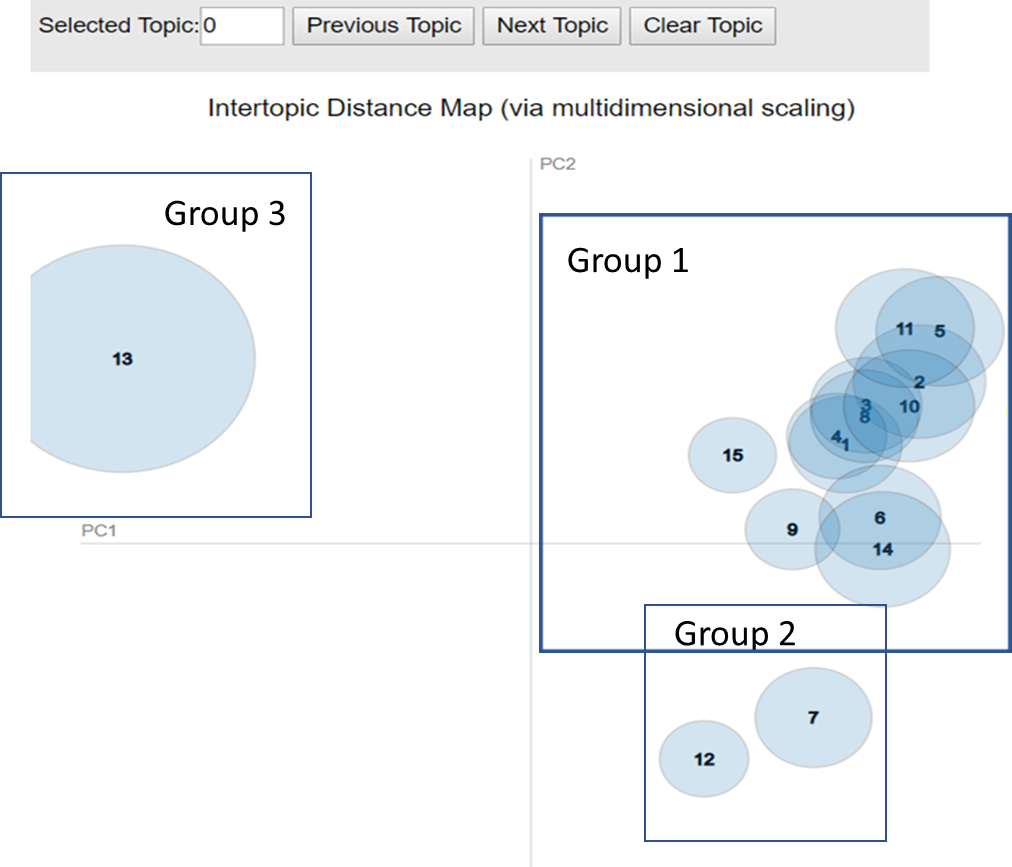 Selected Topic: 0 Previous Topic Next Topic Clear Topic
Intertopic Distance Map (via multidimensional scaling)
PC2
Group 3
Group 1
11 5
13
2
3 10
8
4 1
15
6
9
PC1
14
Group 2
7
12